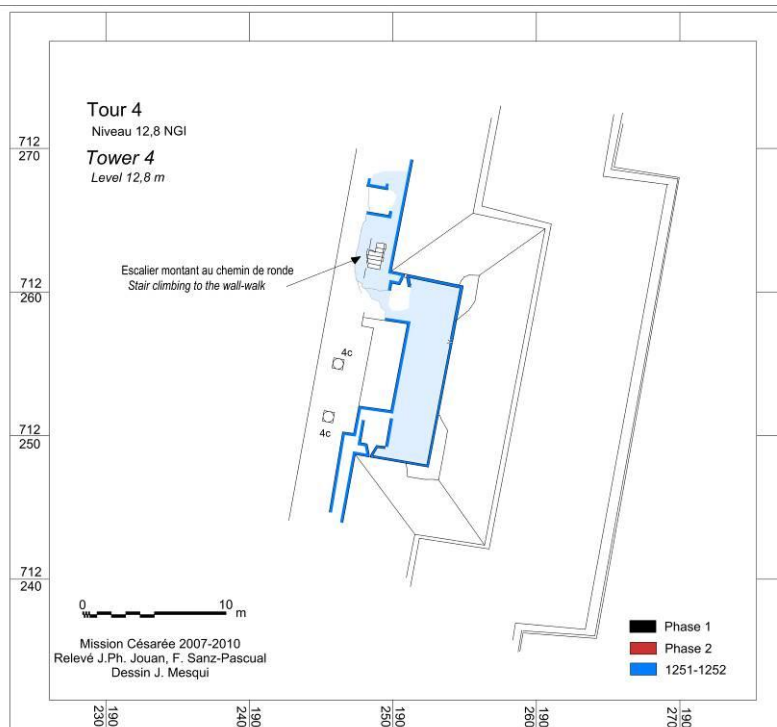 Tour 4
Niveau 12,8 NGI
Tower 4
Level 12,8 m
712
270
712
260
712
250
712
240
Escalier montant au chemin de ronde
Stair climbing to the wall-walk
4c
4c
0 10 m
Mission Césarée 2007-2010
Relevé J.Ph. Jouan, F. Sanz-Pascual
Dessin J. Mesqui
Phase 1
Phase 2
1251-1252
190
230
190
240
190
250
190
260
190
270